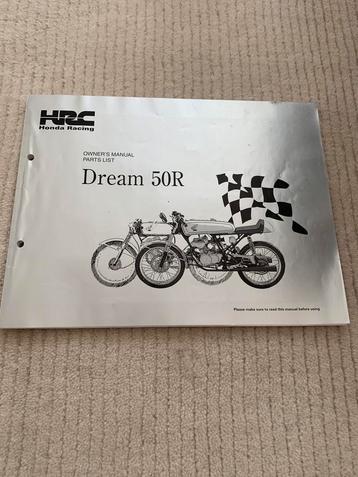 HRC
Honda Racing
OWNER'S MANUAL
PARTS LIST
Dream 50R
Please make sure to read this manual before using